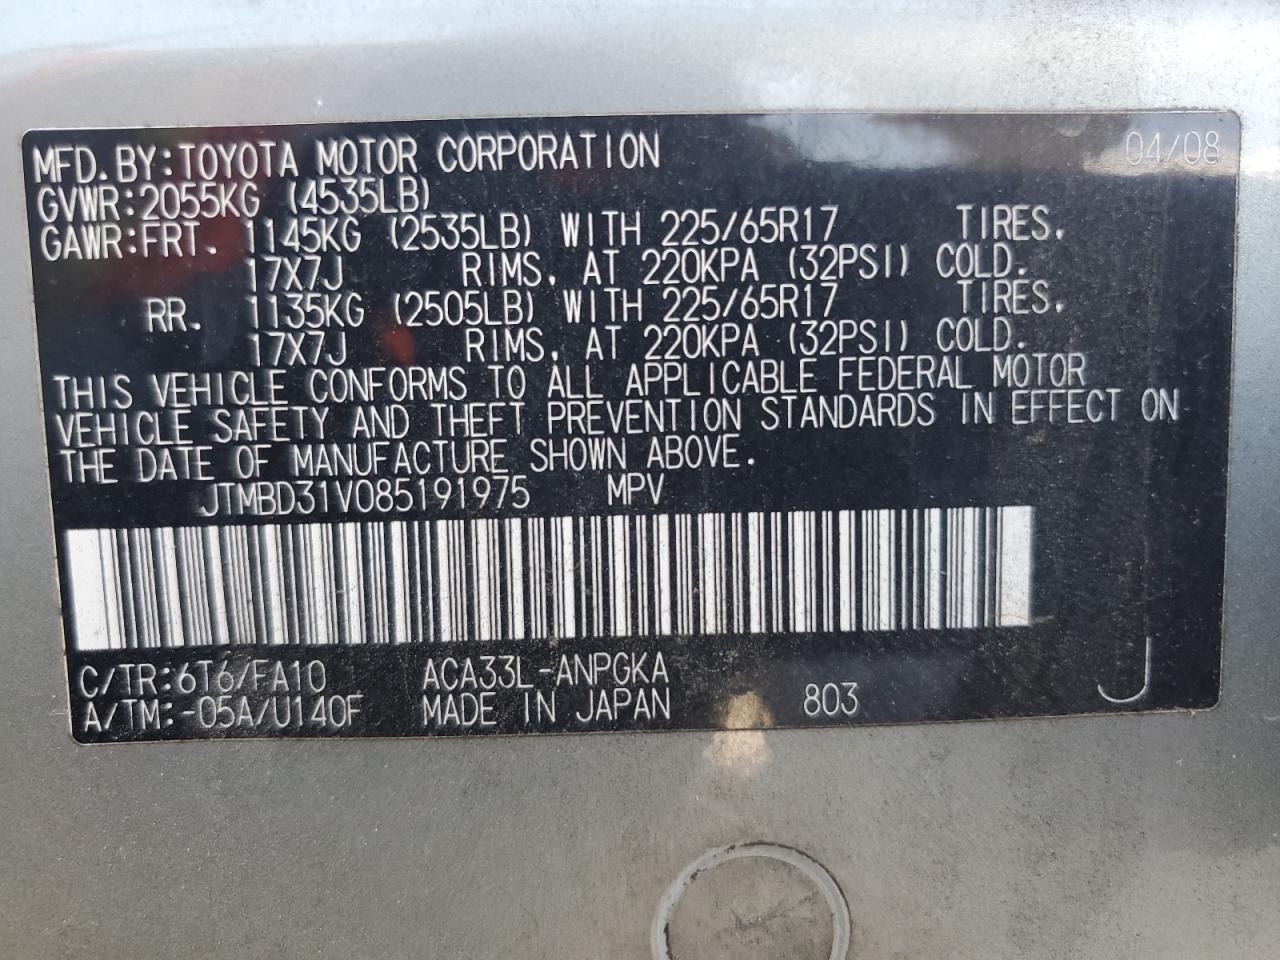 MFD.BY:TOYOTA MOTOR CORPORATION 04/08
GVWR:2055KG (4535LB)
GAWR:FRT. 1145KG (2535LB) WITH 225/65R17 TIRES,
17X7J RIMS, AT 220KPA (32PSI) COLD.
RR. 1135KG (2505LB) WITH 225/65R17 TIRES,
17X7J RIMS, AT 220KPA (32PSI) COLD.
THIS VEHICLE CONFORMS TO ALL APPLICABLE FEDERAL MOTOR
VEHICLE SAFETY AND THEFT PREVENTION STANDARDS IN EFFECT ON
THE DATE OF MANUFACTURE SHOWN ABOVE.
JTMBD31V085191975 MPV
C/TR:6T6/FA10 ACA33L-ANPGKA
A/TM:-05A/U140F MADE IN JAPAN 803 J